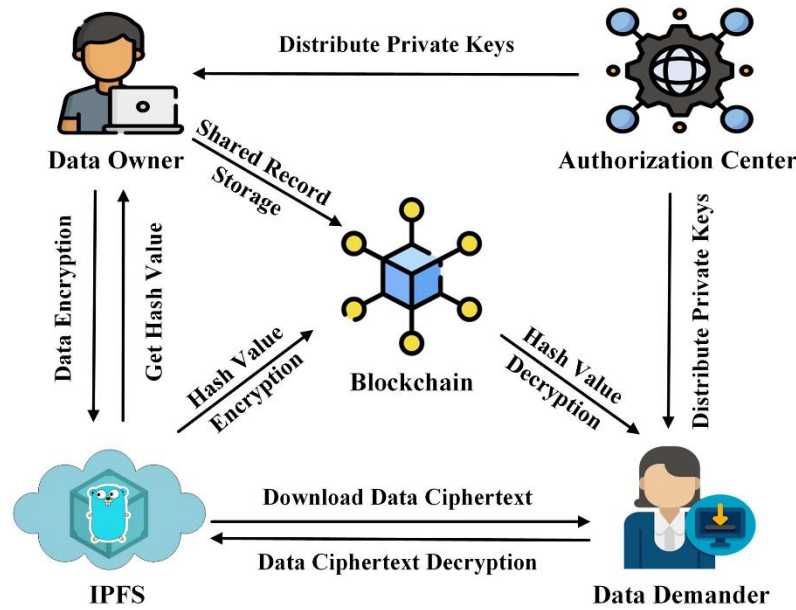 Distribute Private Keys
Data Owner
Authorization Center
Shared Record
Storage
Data Encryption
Get Hash Value
Distribute Private Keys
Hash Value
Encryption
Blockchain
Hash Value
Decryption
Download Data Ciphertext
Data Ciphertext Decryption
IPFS
Data Demander